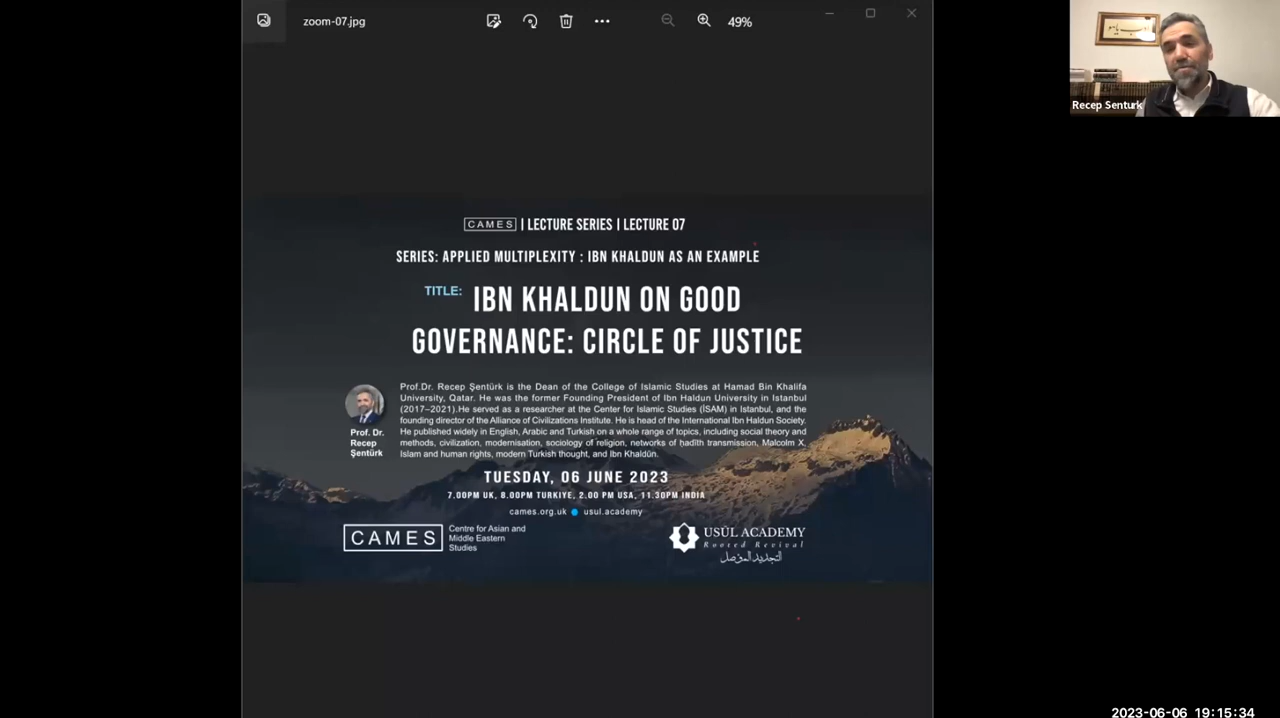 zoom-07.jpg
49%
Recep Senturk
CAMES | LECTURE SERIES | LECTURE 07
SERIES: APPLIED MULTIPLEXITY : IBN KHALDUN AS AN EXAMPLE
TITLE: IBN KHALDUN ON GOOD
GOVERNANCE: CIRCLE OF JUSTICE
Prof.Dr. Recep Şentürk is the Dean of the College of Islamic Studies at Hamad Bin Khalifa
University, Qatar. He was the former Founding President of Ibn Haldun University in Istanbul
(2017–2021).He served as a researcher at the Center for Islamic Studies (İSAM) in Istanbul, and the
founding director of the Alliance of Civilizations Institute. He is head of the International Ibn Haldun Society.
He published widely in English, Arabic and Turkish on a whole range of topics, including social theory and
methods, civilization, modernisation, sociology of religion, networks of ḥadīth transmission, Malcolm X,
Islam and human rights, modern Turkish thought, and Ibn Khaldūn.
Prof. Dr.
Recep
Şentürk
TUESDAY, 06 JUNE 2023
7.00PM UK, 8.00PM TURKIYE, 2.00 PM USA, 11.30PM INDIA
cames.org.uk usul.academy
CAMES
Centre for Asian and
Middle Eastern
Studies
USŪL ACADEMY
Rooted Revival
التجديد المؤصل
2023-06-06 19:15:34